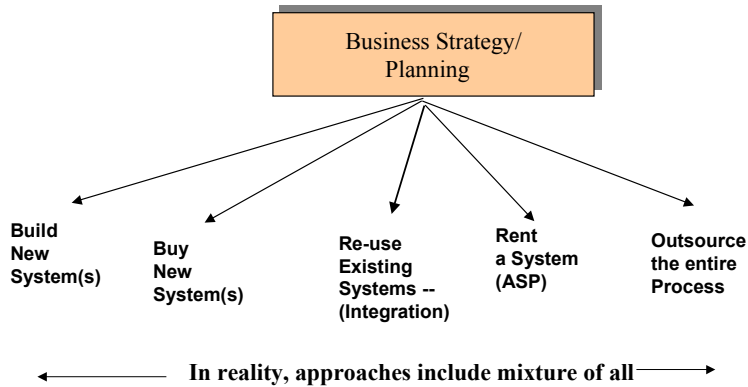 Business Strategy/
Planning
Build
New
System(s)
Buy
New
System(s)
Re-use
Existing
Systems --
(Integration)
Rent
a System
(ASP)
Outsource
the entire
Process
In reality, approaches include mixture of all